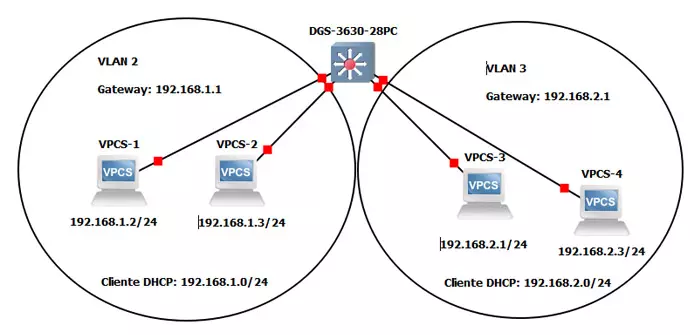 DGS-3630-28PC
VLAN 2
Gateway: 192.168.1.1
VLAN 3
Gateway: 192.168.2.1
VPCS-1
VPCS
192.168.1.2/24
VPCS-2
VPCS
192.168.1.3/24
VPCS-3
VPCS
192.168.2.1/24
VPCS-4
VPCS
192.168.2.3/24
Cliente DHCP: 192.168.1.0/24
Cliente DHCP: 192.168.2.0/24